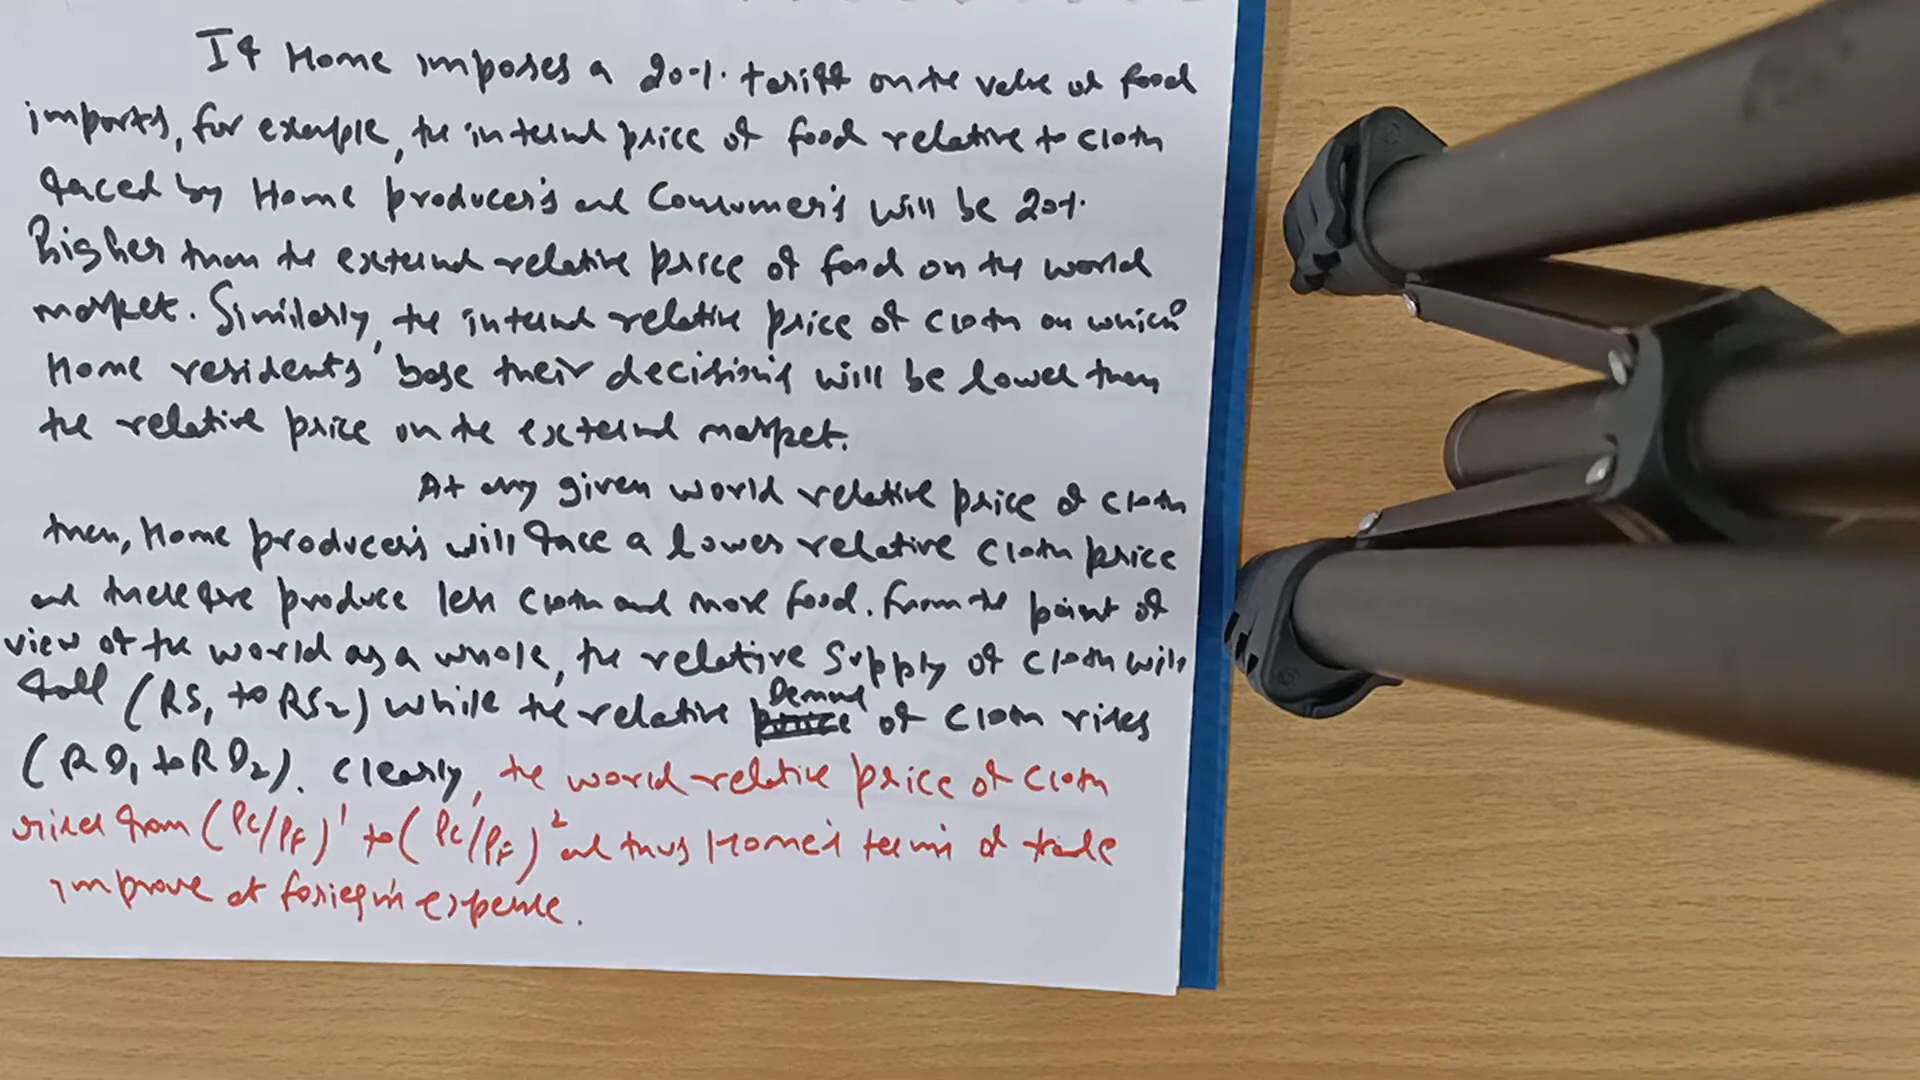 If Home imposes a 20% tariff on the value of food
imports, for example, the internal price of food relative to cloth
faced by Home producer's and Consumer's will be 20%
higher than the external relative price of food on the world
market. Similarly, the internal relative price of cloth on which
Home residents' base their decision's will be lower then
the relative price on the external market.
At any given world relative price of cloth
then, Home producer's will face a lower relative cloth price
and therefore produce less cloth and more food. From the point of
view of the world as a whole, the relative supply of cloth will
fall (RS1 to RS2) while the relative Demand of cloth rises
(RD1 to RD2). Clearly, the world relative price of cloth
rises from (Pc/PF)1 to (Pc/PF)2 and thus Home's terms of trade
improve at foriegn's expense.